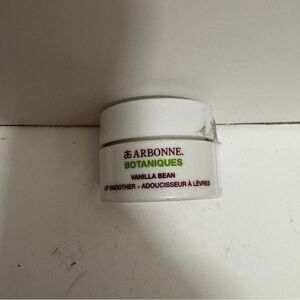 ARBONNE.
BOTANIQUES
VANILLA BEAN
LIP SMOOTHER • ADOUCISSEUR À LÈVRES